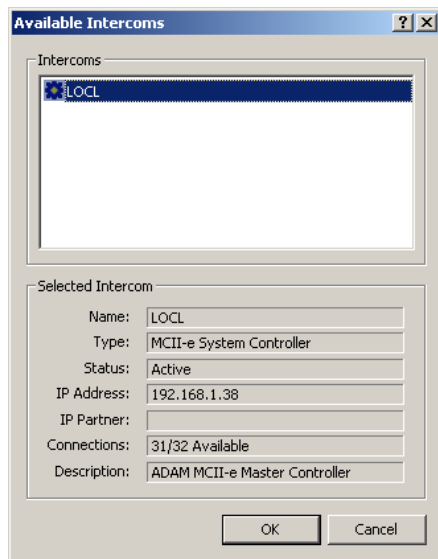 Available Intercoms
?
X
Intercoms
LOCL
Selected Intercom
Name: LOCL
Type: MCII-e System Controller
Status: Active
IP Address: 192.168.1.38
IP Partner:
Connections: 31/32 Available
Description: ADAM MCII-e Master Controller
OK Cancel